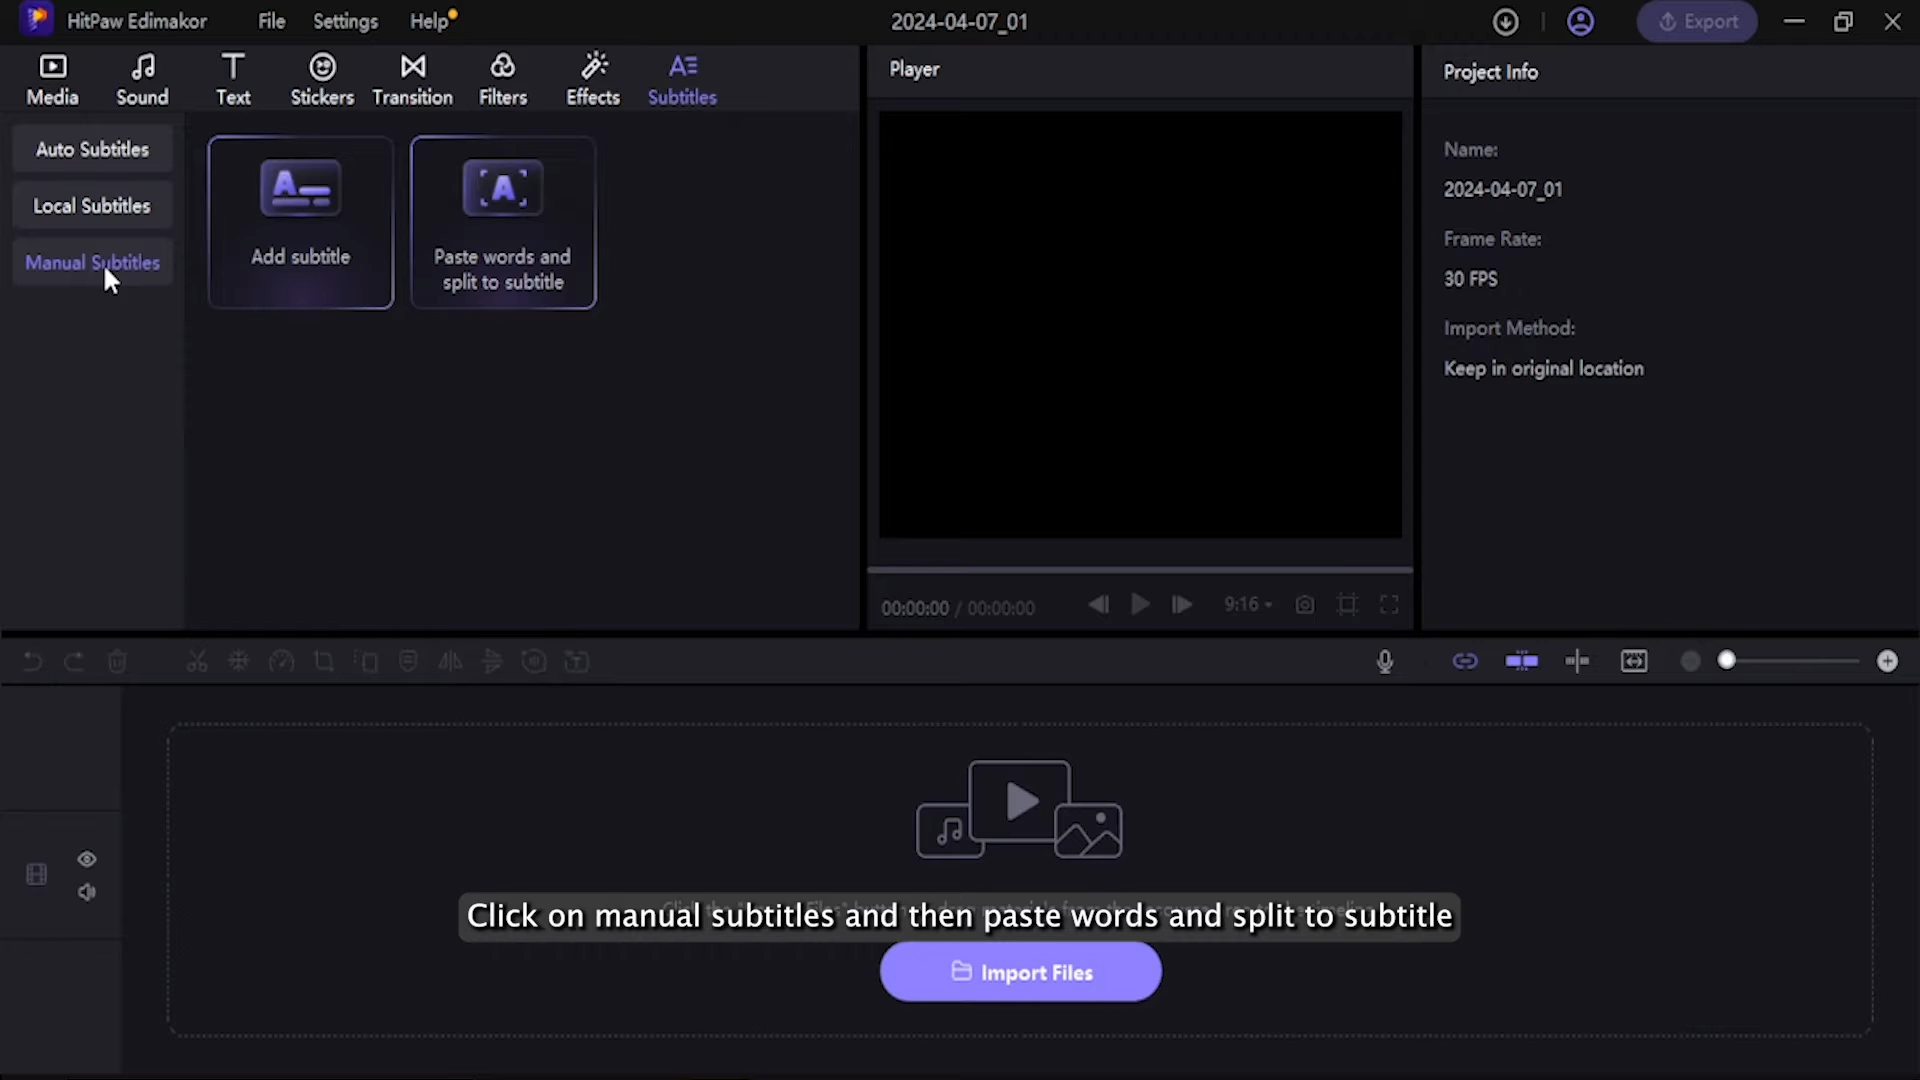 HitPaw Edimakor
File
Settings
Help
2024-04-07_01
Export
Media
Sound
Text
Stickers
Transition
Filters
Effects
Subtitles
Player
Project Info
Auto Subtitles
Local Subtitles
Manual Subtitles
Add subtitle
Paste words and
split to subtitle
Name:
2024-04-07_01
Frame Rate:
30 FPS
Import Method:
Keep in original location
00:00:00 / 00:00:00
9:16
Click on manual subtitles and then paste words and split to subtitle
Import Files